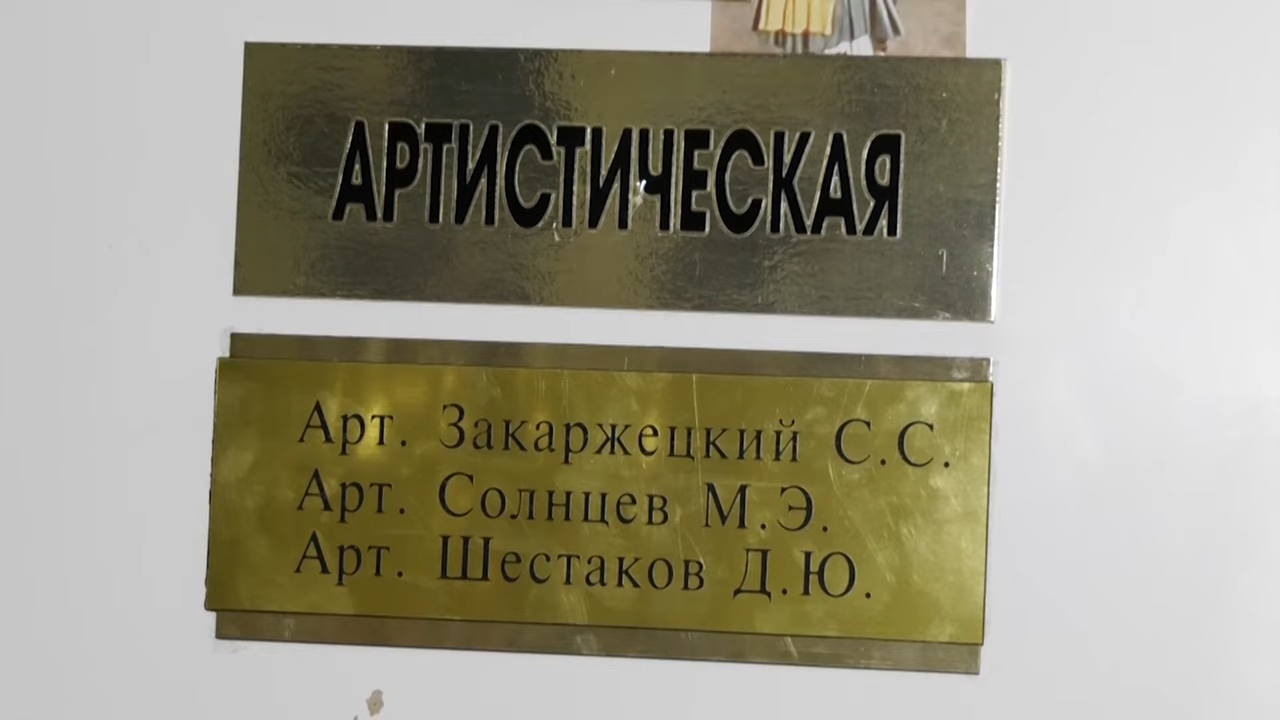 АРТИСТИЧЕСКАЯ
Арт. Закаржецкий С.С.
Арт. Солнцев М.Э.
Арт. Шестаков Д.Ю.